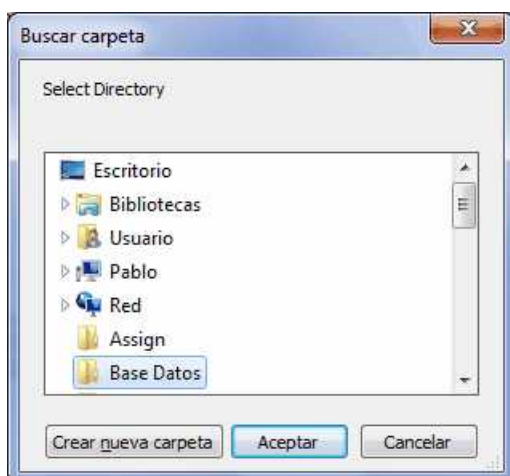 Buscar carpeta
Select Directory
Escritorio
Bibliotecas
Usuario
Pablo
Red
Assign
Base Datos
Crear nueva carpeta Aceptar Cancelar